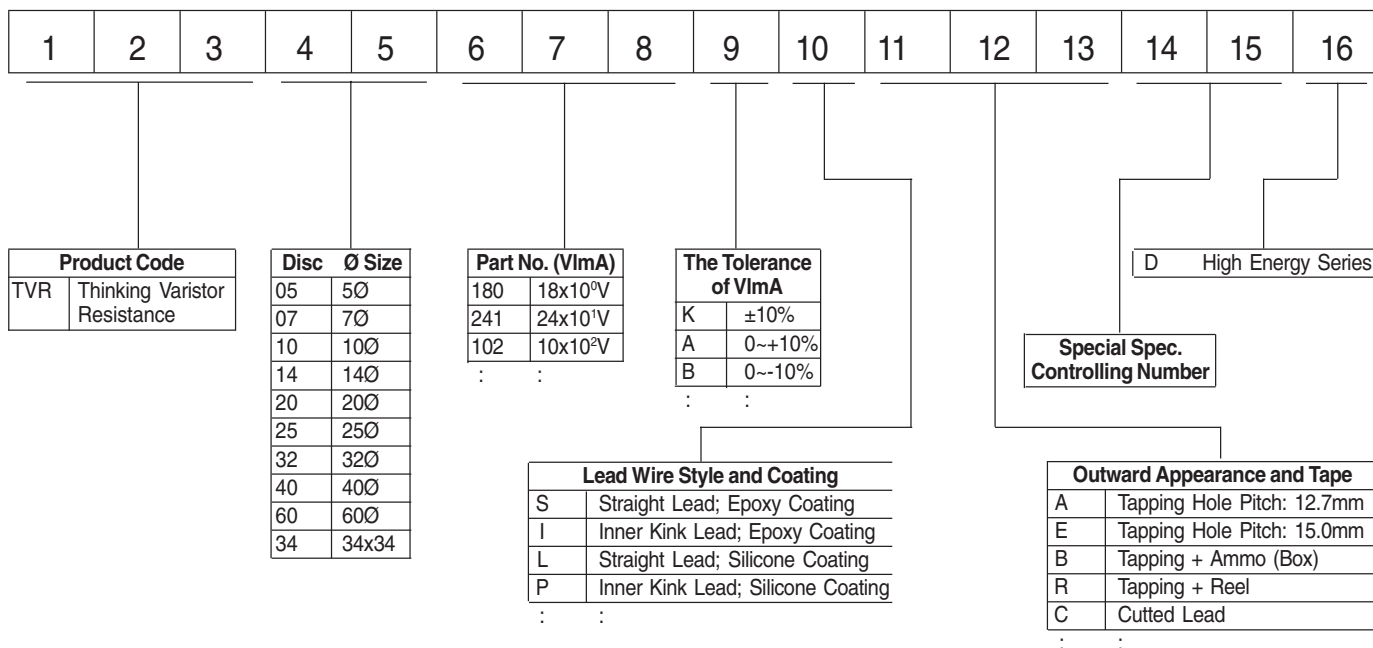 1 2 3 4 5 6 7 8 9 10 11 12 13 14 15 16
Product Code
TVR Thinking Varistor
Resistance
Disc Ø Size
05 5Ø
07 7Ø
10 10Ø
14 14Ø
20 20Ø
25 25Ø
32 32Ø
40 40Ø
60 60Ø
34 34x34
Part No. (VlmA)
180 18x10⁰V
241 24x10¹V
102 10x10²V
: :
The Tolerance
of VlmA
K ±10%
A 0~+10%
B 0~-10%
: :
D High Energy Series
Special Spec.
Controlling Number
Lead Wire Style and Coating
S Straight Lead; Epoxy Coating
I Inner Kink Lead; Epoxy Coating
L Straight Lead; Silicone Coating
P Inner Kink Lead; Silicone Coating
: :
Outward Appearance and Tape
A Tapping Hole Pitch: 12.7mm
E Tapping Hole Pitch: 15.0mm
B Tapping + Ammo (Box)
R Tapping + Reel
C Cutted Lead
: :